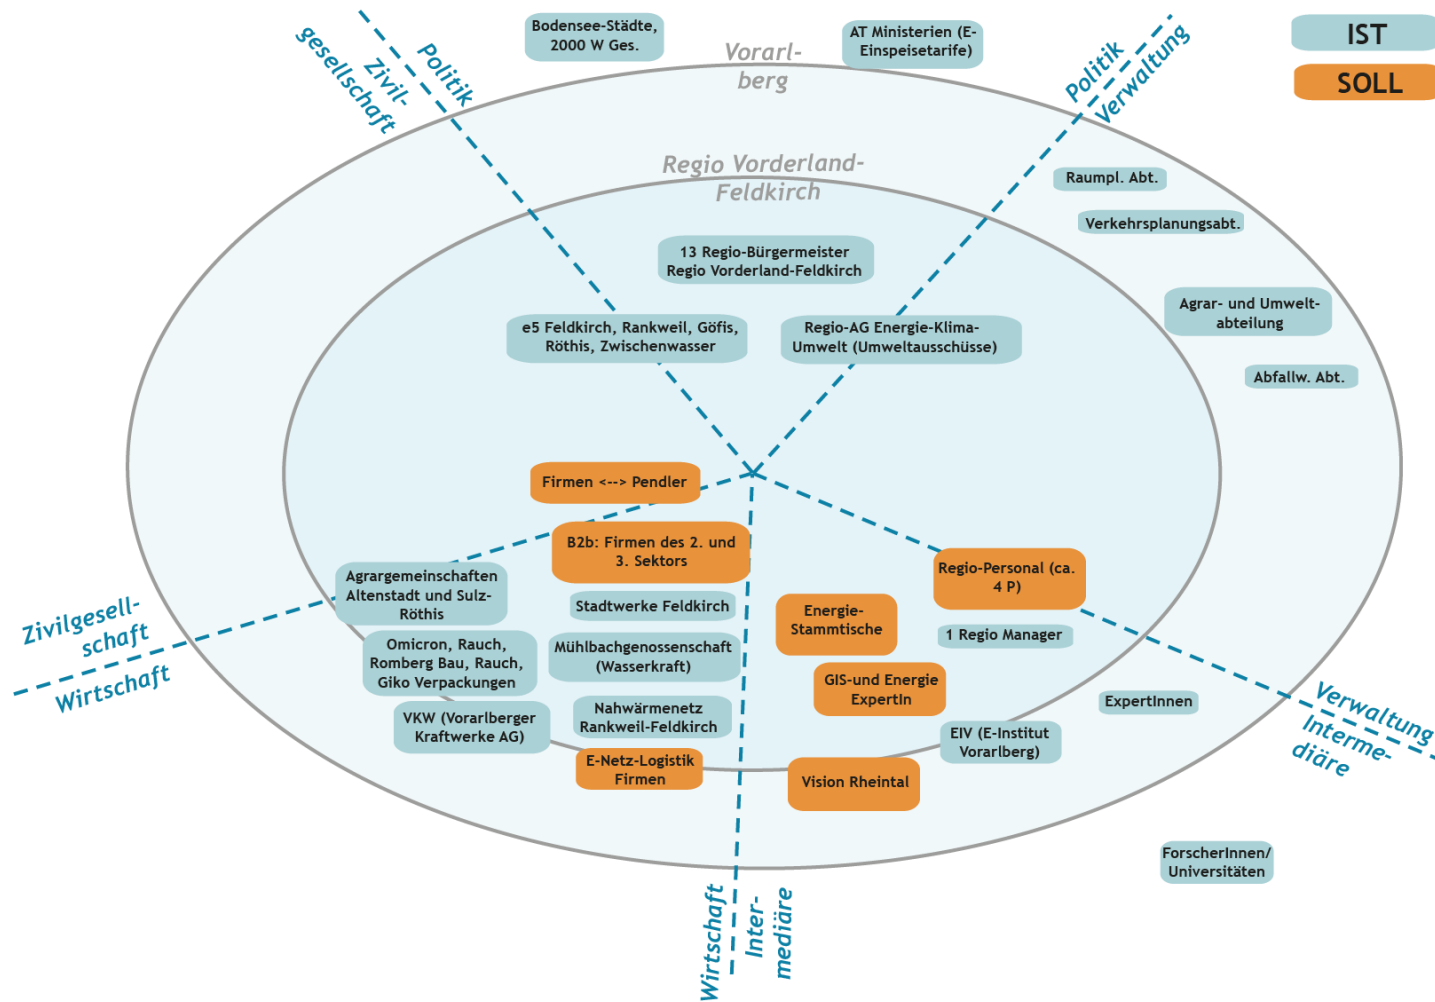 Bodensee-Städte,
2000 W Ges.
AT Ministerien (E-
Einspeisetarife)
IST
SOLL
Politik
Zivil-
gesellschaft
Vorarl-
berg
Politik
Verwaltung
Regio Vorderland-
Feldkirch
Raumpl. Abt.
Verkehrsplanungsabt.
13 Regio-Bürgermeister
Regio Vorderland-Feldkirch
Agrar- und Umwelt-
abteilung
e5 Feldkirch, Rankweil, Göfis,
Röthis, Zwischenwasser
Regio-AG Energie-Klima-
Umwelt (Umweltausschüsse)
Abfallw. Abt.
Firmen <--> Pendler
B2b: Firmen des 2. und
3. Sektors
Agrargemeinschaften
Altenstadt und Sulz-
Röthis
Stadtwerke Feldkirch
Regio-Personal (ca.
4 P)
Energie-
Stammtische
1 Regio Manager
Zivilgesell-
schaft
Wirtschaft
Omicron, Rauch,
Romberg Bau, Rauch,
Giko Verpackungen
Mühlbachgenossenschaft
(Wasserkraft)
GIS-und Energie
ExpertIn
ExpertInnen
VKW (Vorarlberger
Kraftwerke AG)
Nahwärmenetz
Rankweil-Feldkirch
EIV (E-Institut
Vorarlberg)
Verwaltung
Interme-
diäre
E-Netz-Logistik
Firmen
Vision Rheintal
ForscherInnen/
Universitäten
Wirtschaft
Inter-
mediäre